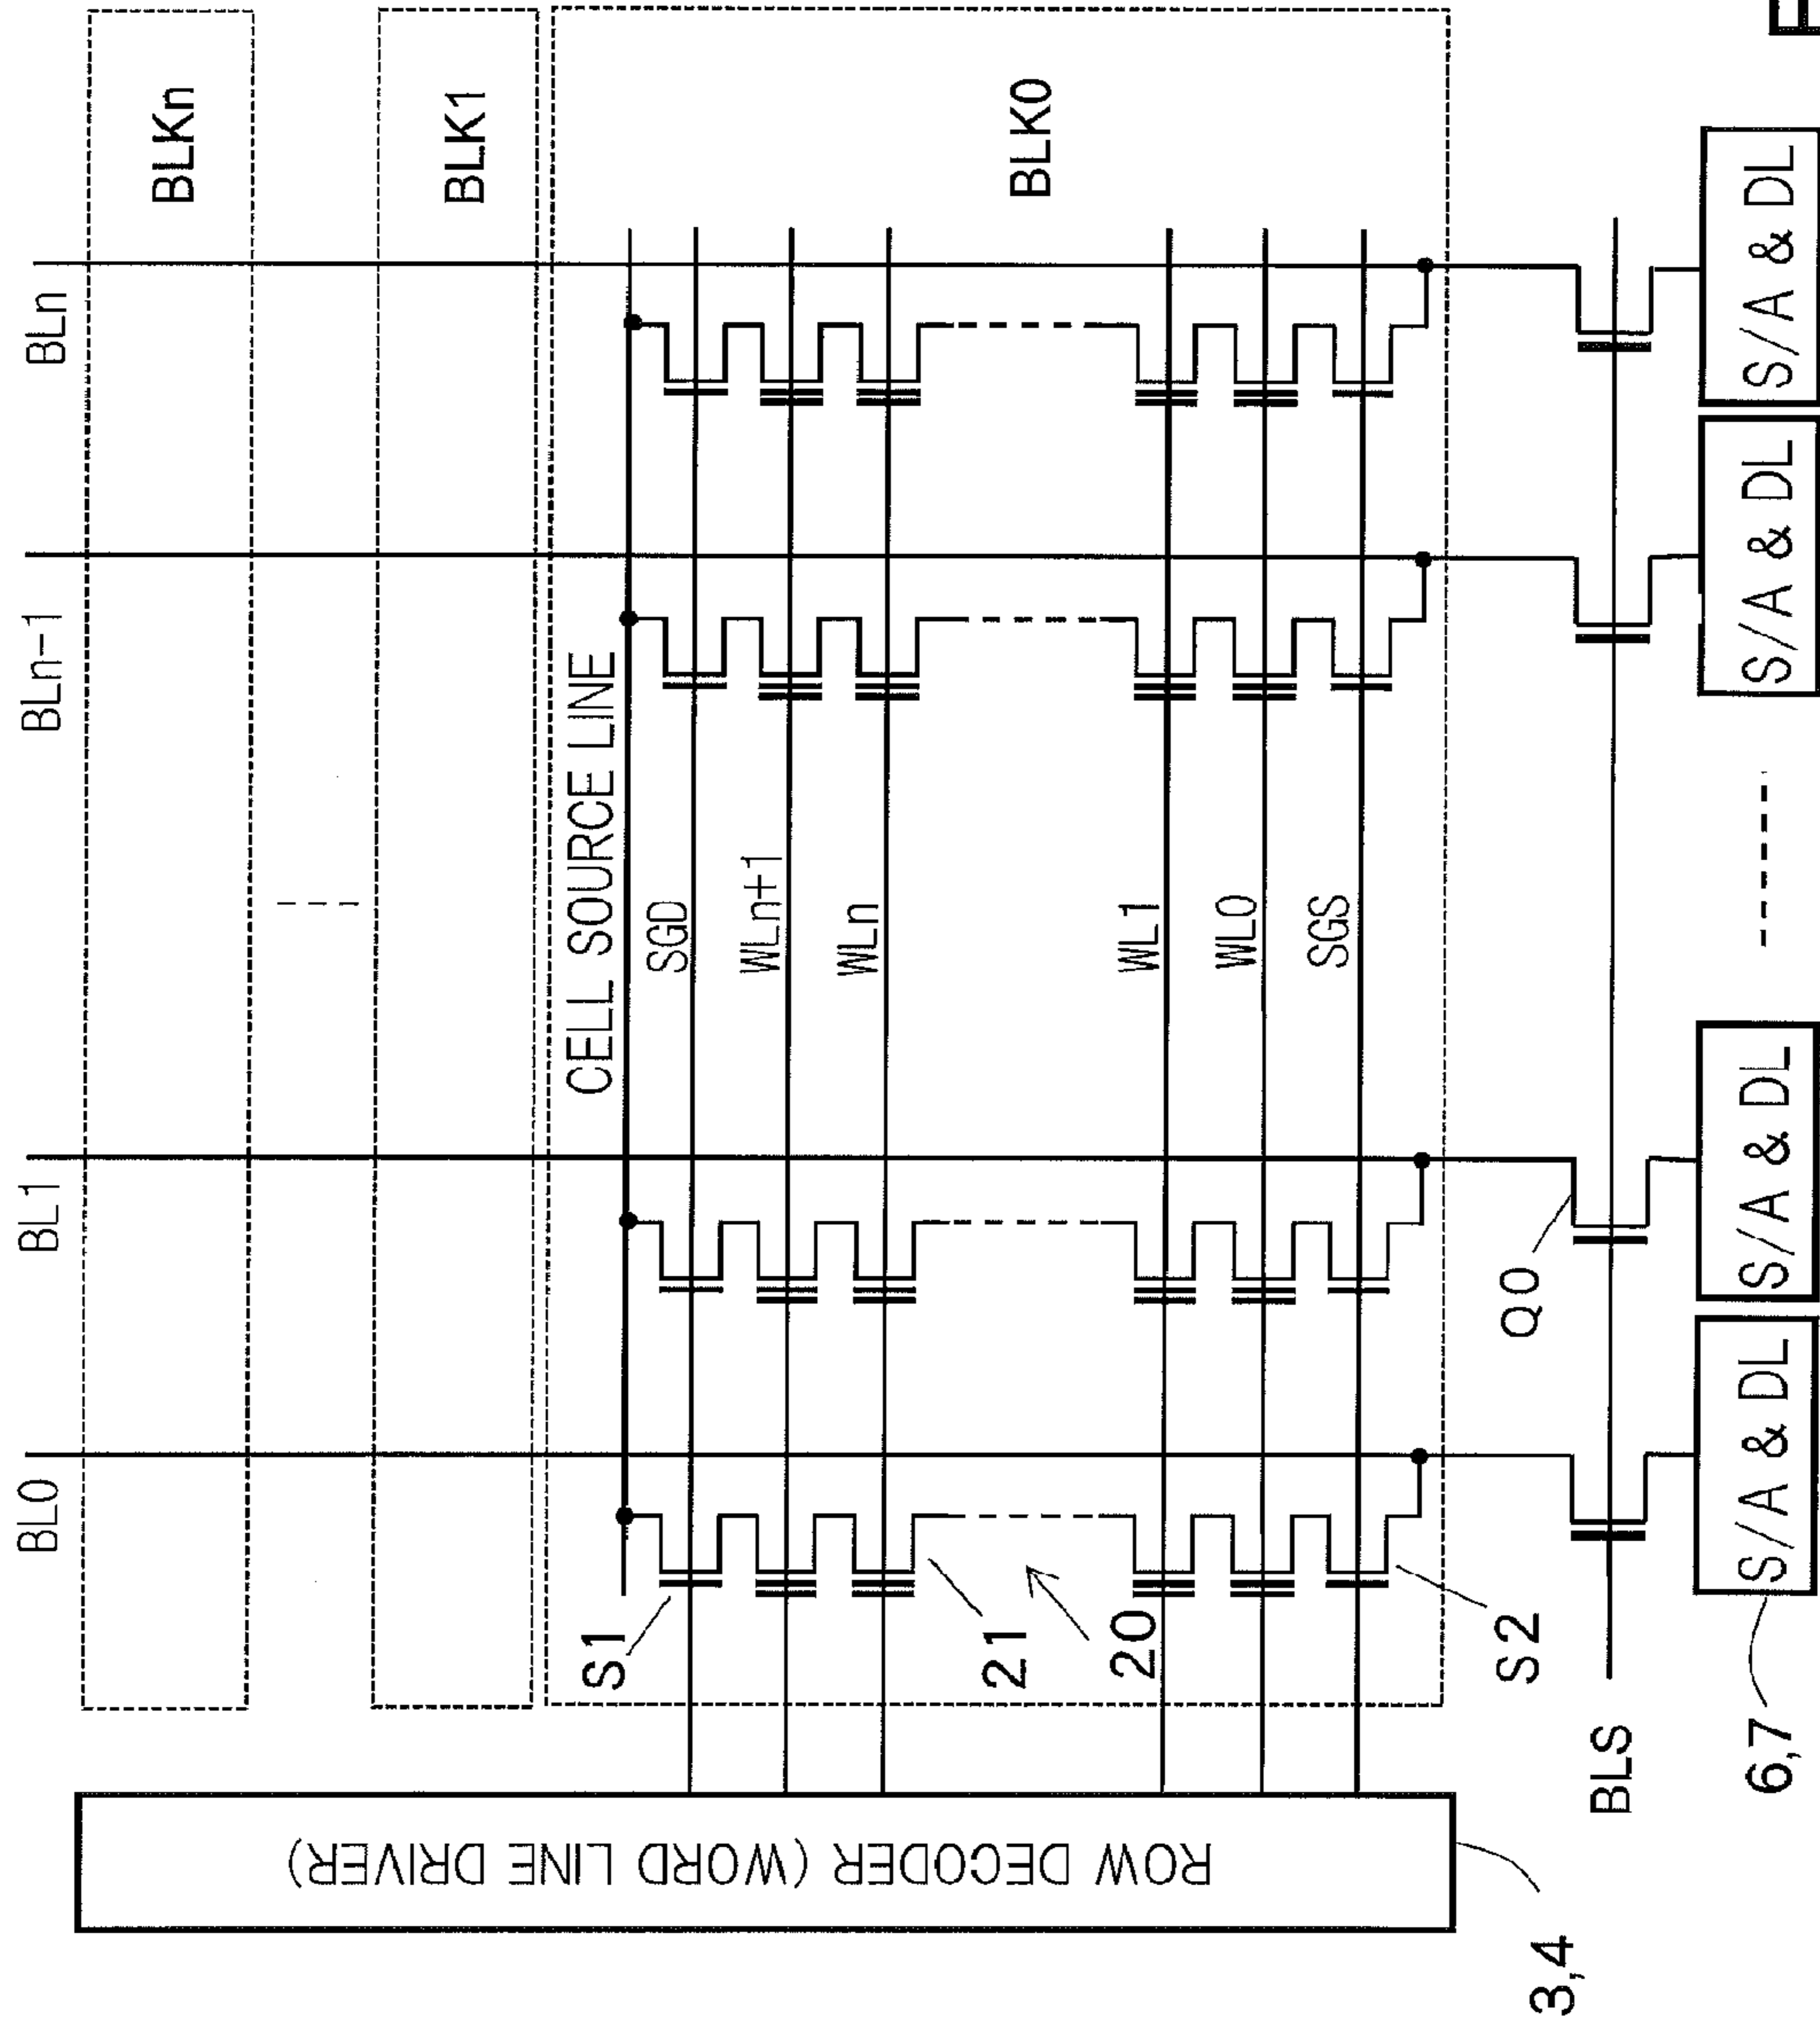 BLKn
BLK1
BLK0
BL0
BL1
BLn-1
BLn
CELL SOURCE LINE
SGD
WLn+1
WLn
WL1
WL0
SGS
S1
21
20
S2
Q0
BLS
S/A & DL
S/A & DL
S/A & DL
S/A & DL
6,7
ROW DECODER (WORD LINE DRIVER)
3,4